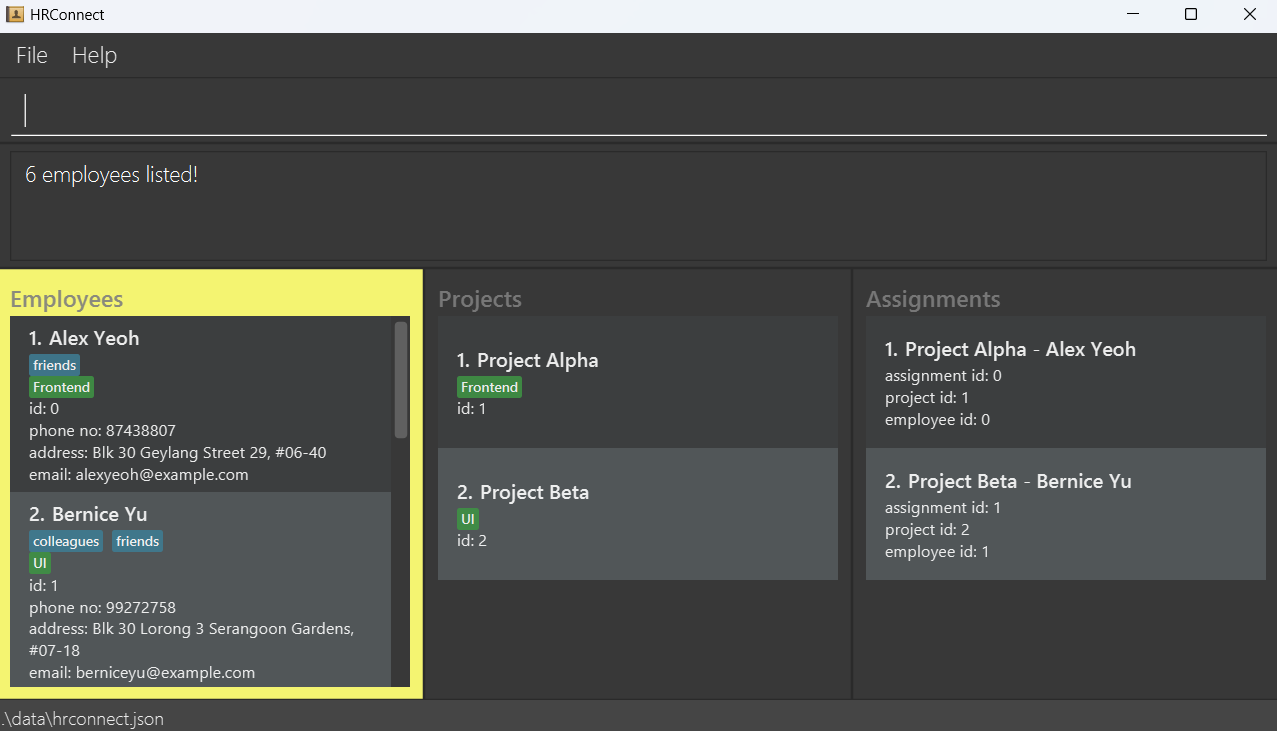 HRConnect
File Help
6 employees listed!
Employees
1. Alex Yeoh
friends
Frontend
id: 0
phone no: 87438807
address: Blk 30 Geylang Street 29, #06-40
email: alexyeoh@example.com
2. Bernice Yu
colleagues friends
UI
id: 1
phone no: 99272758
address: Blk 30 Lorong 3 Serangoon Gardens,
#07-18
email: berniceyu@example.com
Projects
1. Project Alpha
Frontend
id: 1
2. Project Beta
UI
id: 2
Assignments
1. Project Alpha - Alex Yeoh
assignment id: 0
project id: 1
employee id: 0
2. Project Beta - Bernice Yu
assignment id: 1
project id: 2
employee id: 1
.\data\hrconnect.json